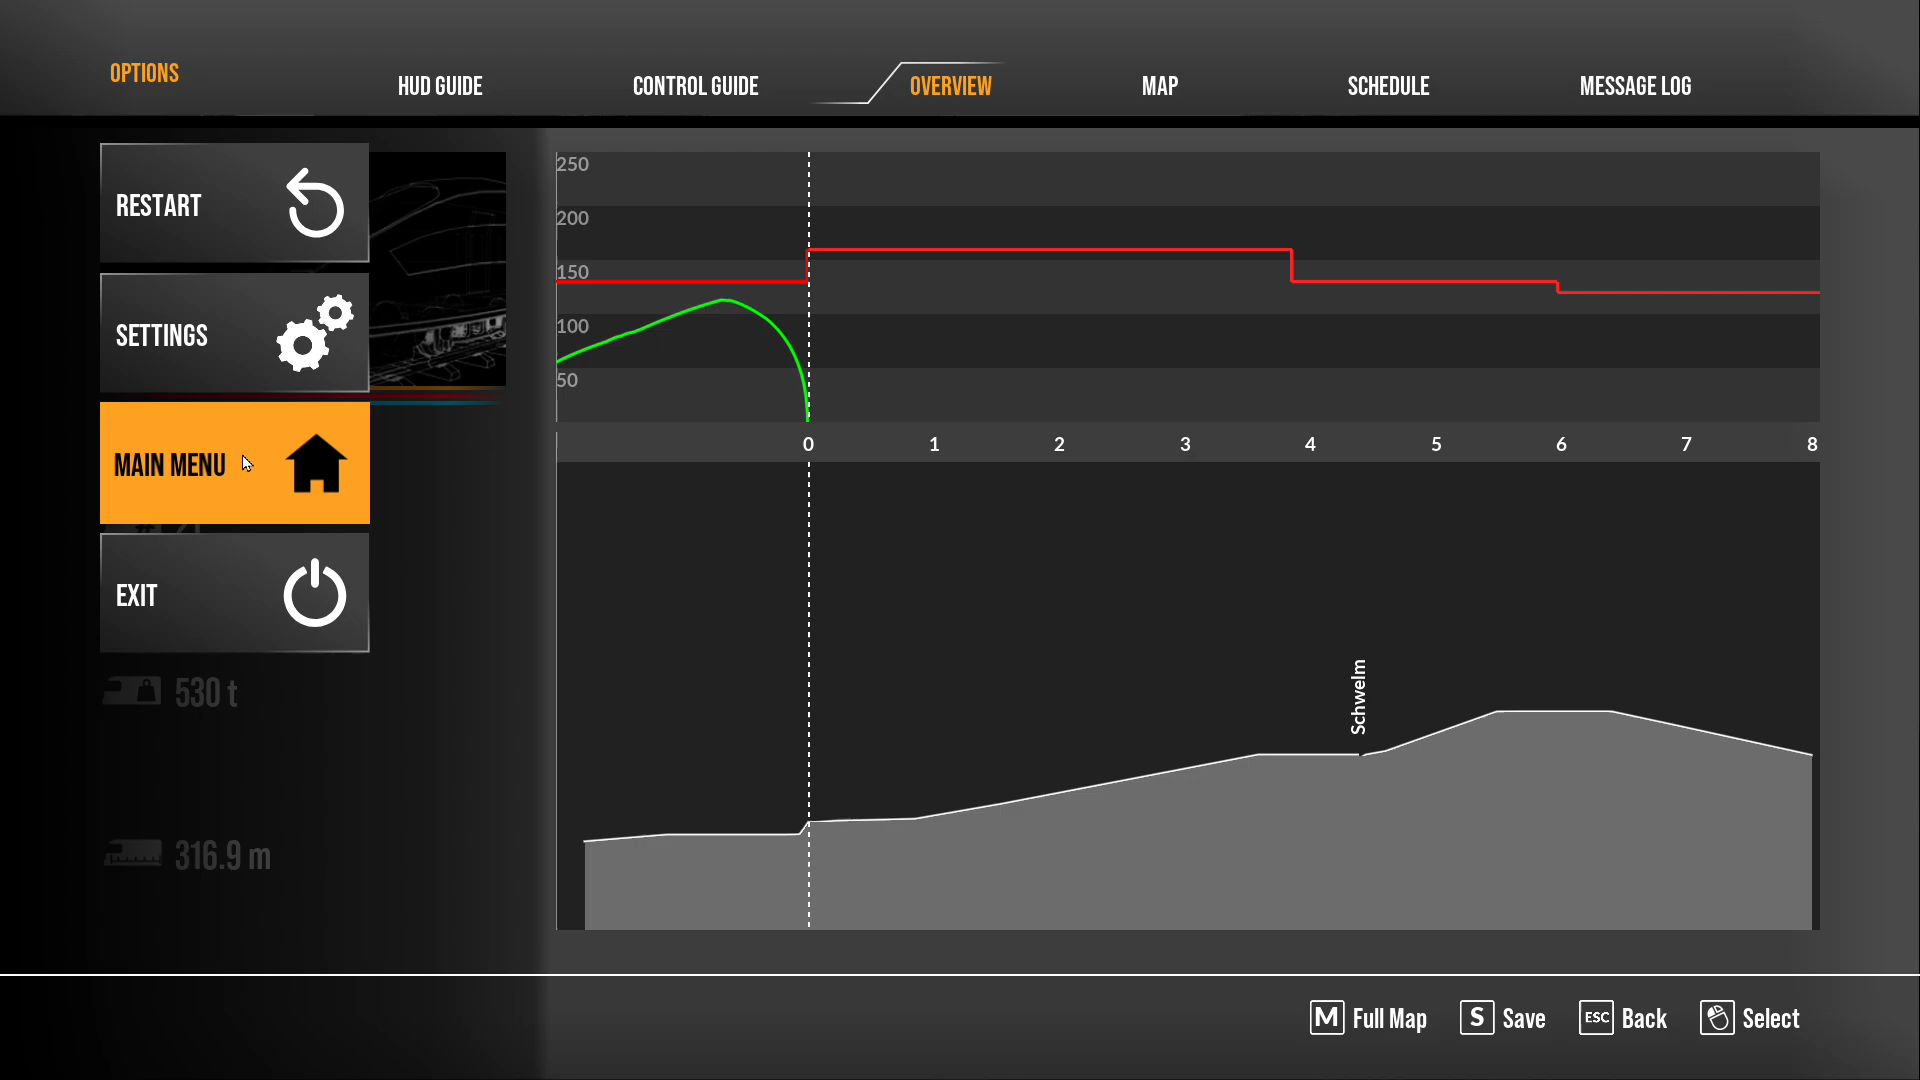 OPTIONS
HUD GUIDE
CONTROL GUIDE
OVERVIEW
MAP
SCHEDULE
MESSAGE LOG
RESTART
SETTINGS
MAIN MENU
EXIT
530 t
316.9 m
250
200
150
100
50
0 1 2 3 4 5 6 7 8
Schwelm
M Full Map
S Save
ESC Back
Select